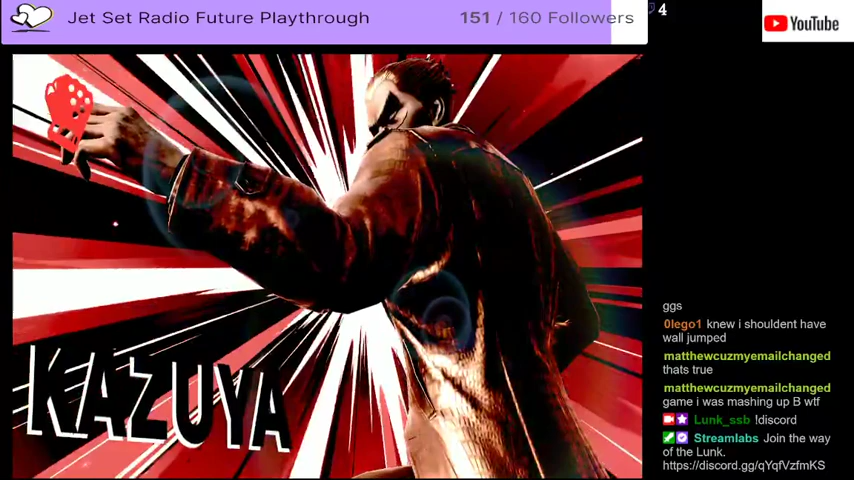 Jet Set Radio Future Playthrough
151 / 160 Followers
4
YouTube
KAZUYA
ggs
0lego1 knew i shouldent have
wall jumped
matthewcuzmyemailchanged
thats true
matthewcuzmyemailchanged
game i was mashing up B wtf
Lunk_ssb !discord
Streamlabs Join the way
of the Lunk.
https://discord.gg/qYqfVzfmKS